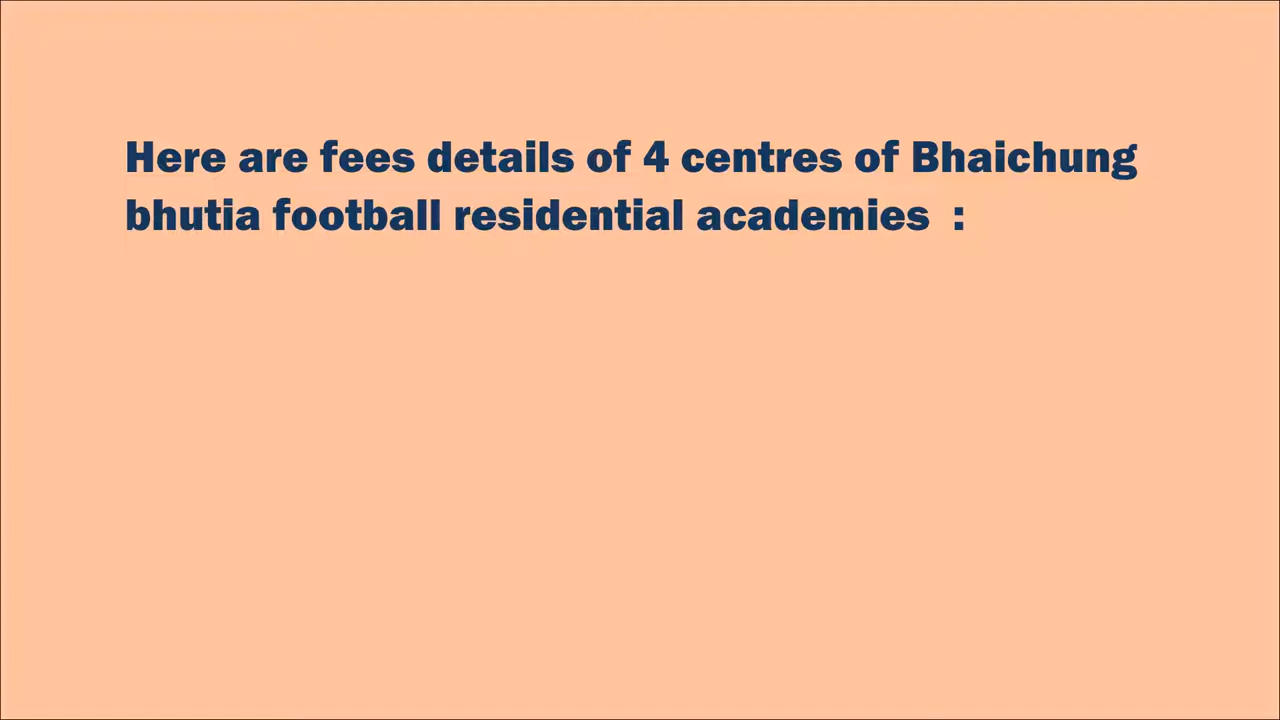 Here are fees details of 4 centres of Bhaichung
bhutia football residential academies  :